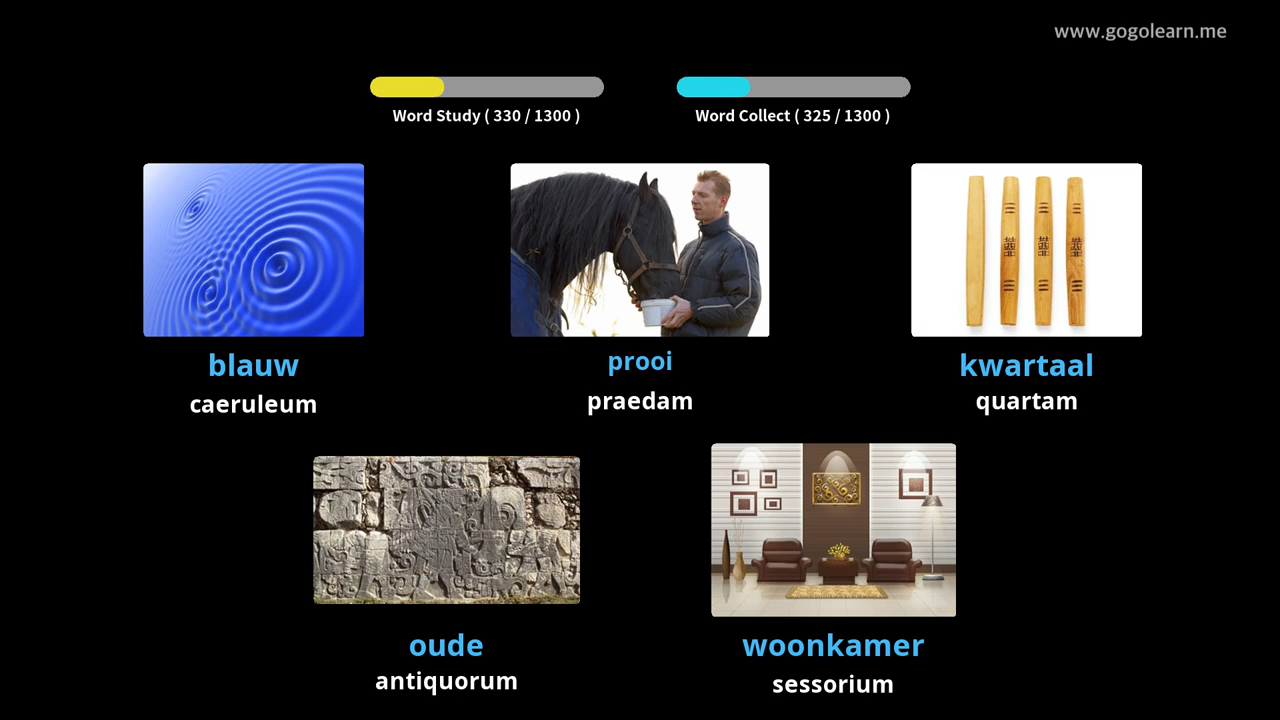 www.gogolearn.me
Word Study ( 330 / 1300 )
Word Collect ( 325 / 1300 )
blauw
caeruleum
prooi
praedam
kwartaal
quartam
oude
antiquorum
woonkamer
sessorium